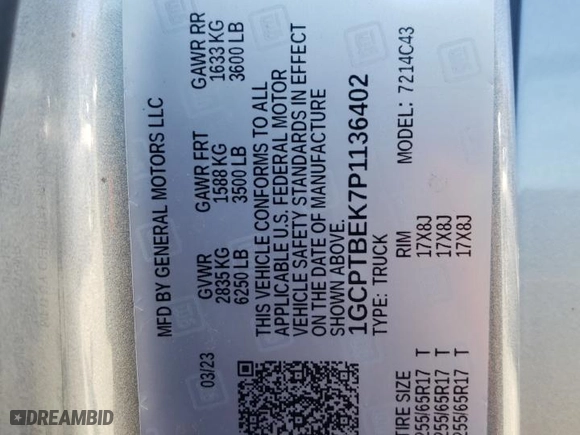 MFD BY GENERAL MOTORS LLC
03/23
GVWR GAWR FRT GAWR RR
2835 KG 1588 KG 1633 KG
6250 LB 3500 LB 3600 LB
THIS VEHICLE CONFORMS TO ALL
APPLICABLE U.S. FEDERAL MOTOR
VEHICLE SAFETY STANDARDS IN EFFECT
ON THE DATE OF MANUFACTURE
SHOWN ABOVE.
1GCPTBEK7P1136402
TYPE: TRUCK MODEL: 7214C43
TIRE SIZE RIM
255/65R17 T 17X8J
255/65R17 T 17X8J
255/65R17 T 17X8J
DREAMBID